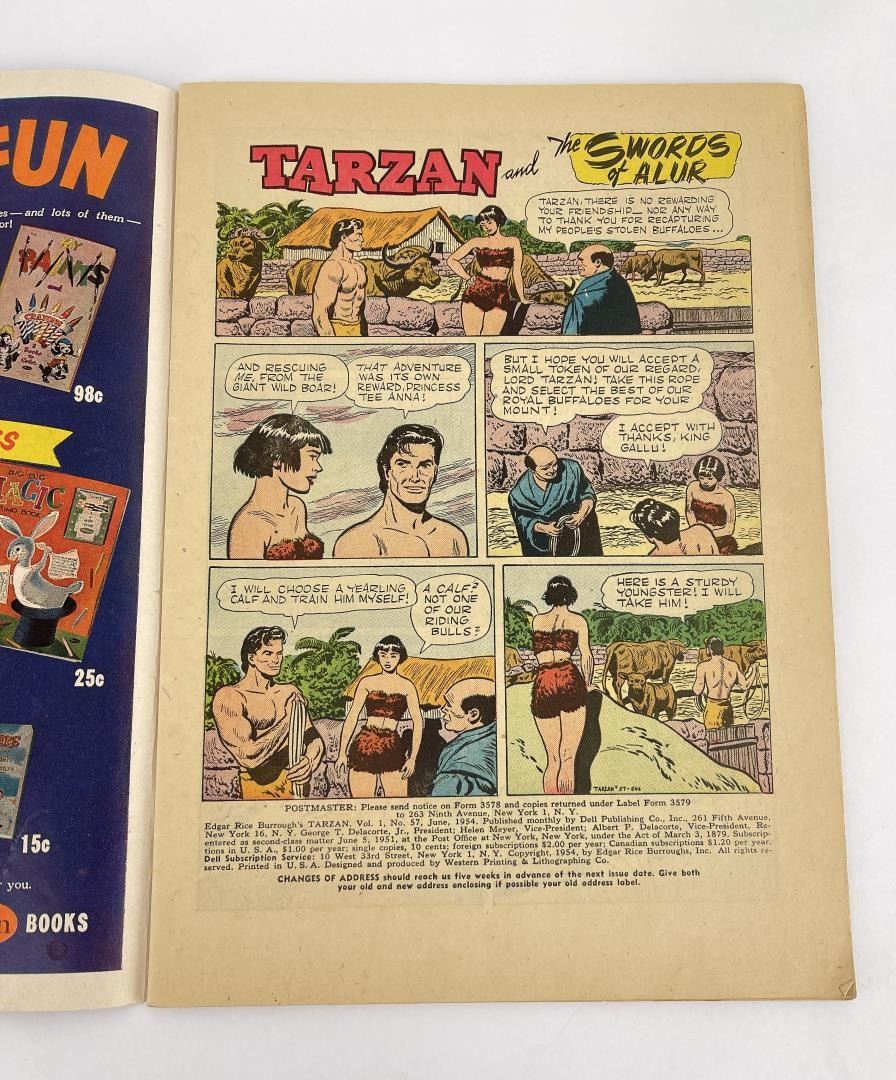 FUN
es—and lots of them—
or!
MY
PAINTS
and
CRAYONS
98c
BIG-BIG
MAGIC
25c
15c
r you.
n BOOKS
TARZAN and The SWORDS
of ALUR
TARZAN, THERE IS NO REWARDING
YOUR FRIENDSHIP— NOR ANY WAY
TO THANK YOU FOR RECAPTURING
MY PEOPLE'S STOLEN BUFFALOES...
AND RESCUING
ME, FROM THE
GIANT WILD BOAR!
THAT ADVENTURE
WAS ITS OWN
REWARD, PRINCESS
TEE ANNA!
BUT I HOPE YOU WILL ACCEPT A
SMALL TOKEN OF OUR REGARD,
LORD TARZAN! TAKE THIS ROPE
AND SELECT THE BEST OF OUR
ROYAL BUFFALOES FOR YOUR
MOUNT!
I ACCEPT WITH
THANKS, KING
GALLU!
I WILL CHOOSE A YEARLING
CALF AND TRAIN HIM MYSELF!
A CALF?
NOT ONE
OF OUR
RIDING
BULLS?
HERE IS A STURDY
YOUNGSTER! I WILL
TAKE HIM!
TARZAN #57-546
POSTMASTER: Please send notice on Form 3578 and copies returned under Label Form 3579
to 263 Ninth Avenue, New York 1, N. Y.
Edgar Rice Burrough's TARZAN, Vol. 1, No. 57, June, 1954. Published monthly by Dell Publishing Co., Inc., 261 Fifth Avenue,
New York 16, N. Y. George T. Delacorte, Jr., President; Helen Meyer, Vice-President; Albert P. Delacorte, Vice-President. Re-
entered as second-class matter June 5, 1951, at the Post Office at New York, New York, under the Act of March 3, 1879. Subscrip-
tions in U. S. A., $1.00 per year; single copies, 10 cents; foreign subscriptions $2.00 per year; Canadian subscriptions $1.20 per year.
Dell Subscription Service: 10 West 33rd Street, New York 1, N. Y. Copyright, 1954, by Edgar Rice Burroughs, Inc. All rights re-
served. Printed in U. S. A. Designed and produced by Western Printing & Lithographing Co.
CHANGES OF ADDRESS should reach us five weeks in advance of the next issue date. Give both
your old and new address enclosing if possible your old address label.